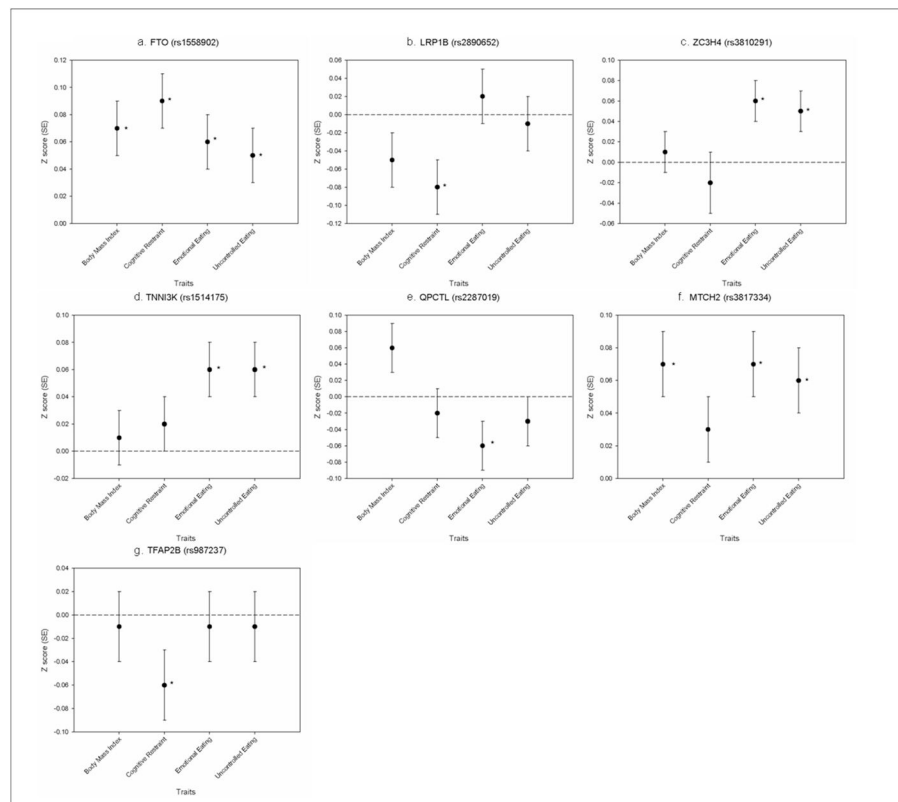 a. FTO (rs1558902)
0.12
0.10
0.08
0.06
0.04
0.02
0.00
Z score (SE)
*
*
*
*
Body Mass Index
Cognitive Restraint
Emotional Eating
Uncontrolled Eating
Traits
b. LRP1B (rs2890652)
0.06
0.04
0.02
0.00
-0.02
-0.04
-0.06
-0.08
-0.10
-0.12
Z score (SE)
*
Body Mass Index
Cognitive Restraint
Emotional Eating
Uncontrolled Eating
Traits
c. ZC3H4 (rs3810291)
0.10
0.08
0.06
0.04
0.02
0.00
-0.02
-0.04
-0.06
Z score (SE)
*
*
Body Mass Index
Cognitive Restraint
Emotional Eating
Uncontrolled Eating
Traits
d. TNNI3K (rs1514175)
0.10
0.08
0.06
0.04
0.02
0.00
-0.02
Z score (SE)
*
*
Body Mass Index
Cognitive Restraint
Emotional Eating
Uncontrolled Eating
Traits
e. QPCTL (rs2287019)
0.10
0.08
0.06
0.04
0.02
0.00
-0.02
-0.04
-0.06
-0.08
-0.10
Z score (SE)
*
Body Mass Index
Cognitive Restraint
Emotional Eating
Uncontrolled Eating
Traits
f. MTCH2 (rs3817334)
0.10
0.08
0.06
0.04
0.02
0.00
Z score (SE)
*
*
*
Body Mass Index
Cognitive Restraint
Emotional Eating
Uncontrolled Eating
Traits
g. TFAP2B (rs987237)
0.04
0.02
0.00
-0.02
-0.04
-0.06
-0.08
-0.10
Z score (SE)
*
Body Mass Index
Cognitive Restraint
Emotional Eating
Uncontrolled Eating
Traits